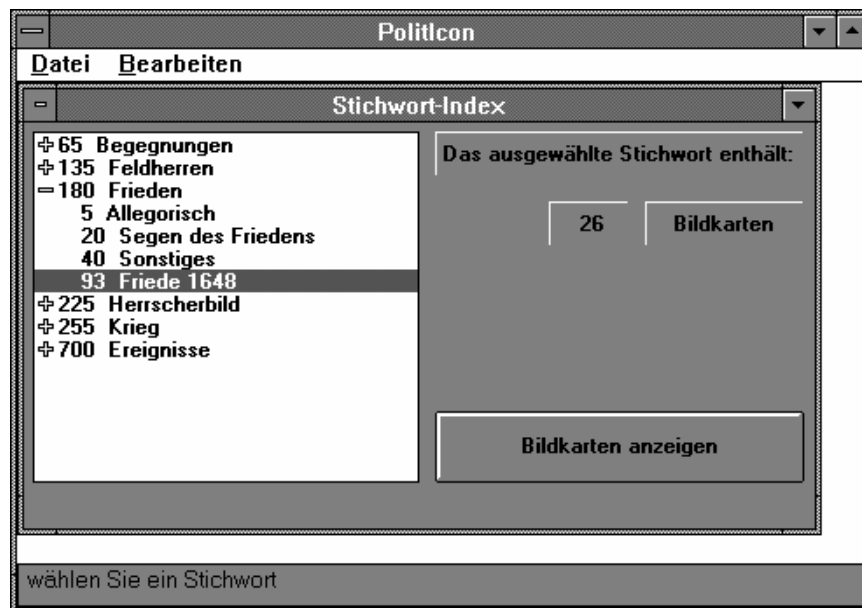 PolitIcon
Datei Bearbeiten
Stichwort-Index
65 Begegnungen
135 Feldherren
180 Frieden
5 Allegorisch
20 Segen des Friedens
40 Sonstiges
93 Friede 1648
225 Herrscherbild
255 Krieg
700 Ereignisse
Das ausgewählte Stichwort enthält:
26 Bildkarten
Bildkarten anzeigen
wählen Sie ein Stichwort